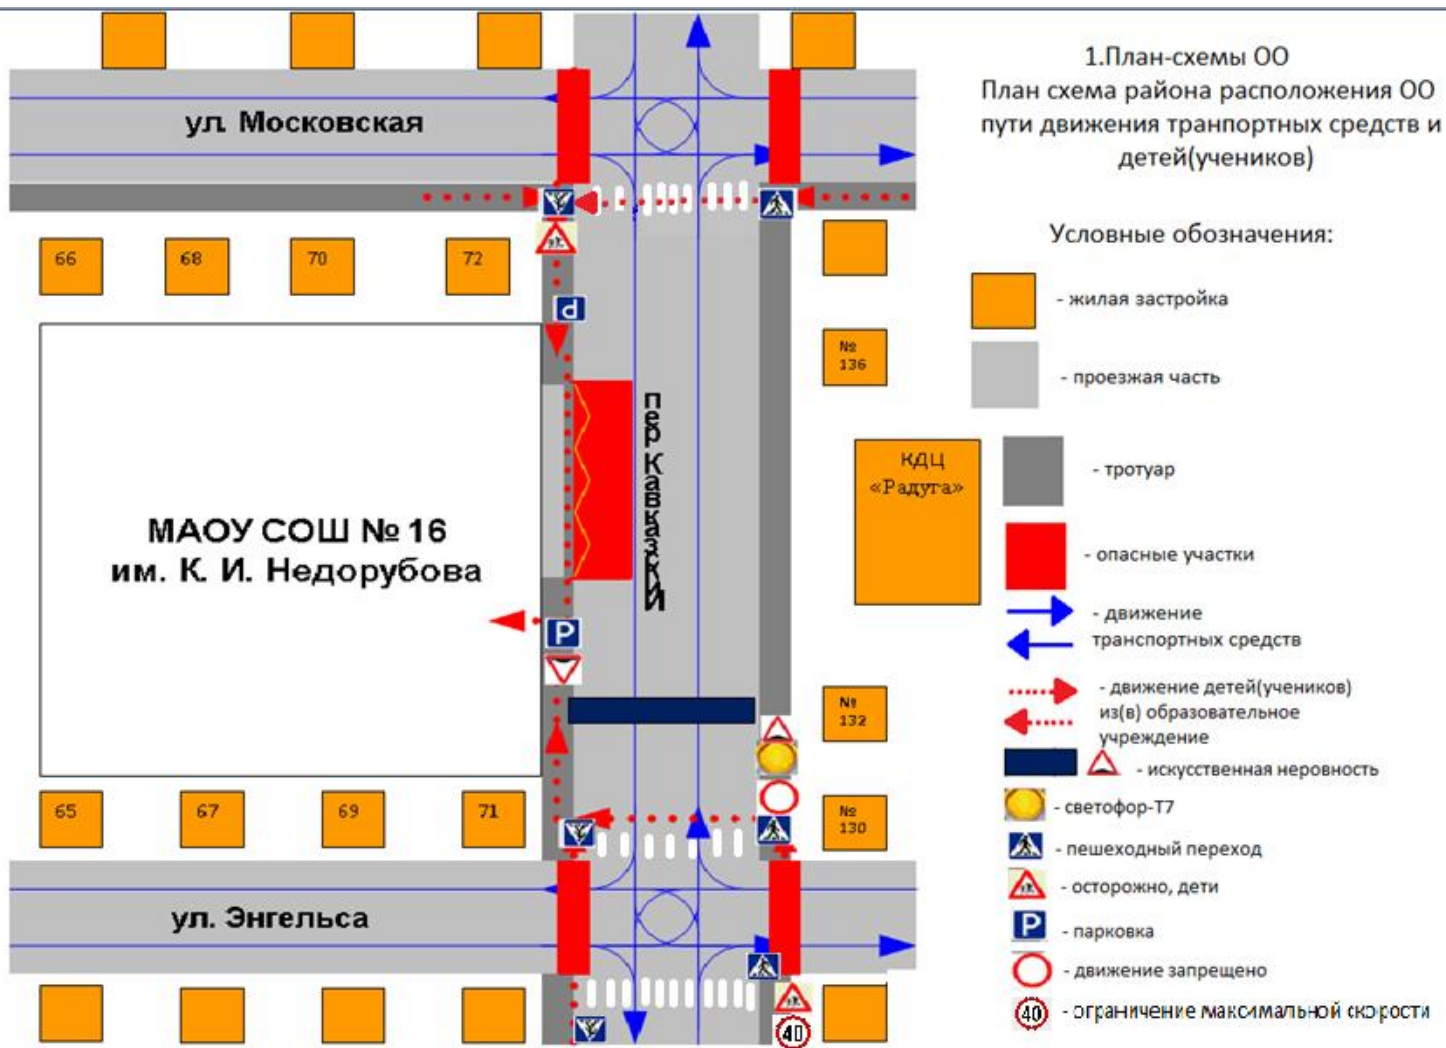 1.План-схемы ОО
План схема района расположения ОО
пути движения транпортных средств и
детей(учеников)
ул. Московская
66
68
70
72
P
№
136
пер Кавказский
КДЦ
«Радуга»
МАОУ СОШ № 16
им. К. И. Недорубова
P
№
132
65
67
69
71
№
130
ул. Энгельса
40
Условные обозначения:
- жилая застройка
- проезжая часть
- тротуар
- опасные участки
- движение
транспортных средств
- движение детей(учеников)
из(в) образовательное
учреждение
- искусственная неровность
- светофор-Т7
- пешеходный переход
- осторожно, дети
P
- парковка
- движение запрещено
40
- ограничение максимальной скорости